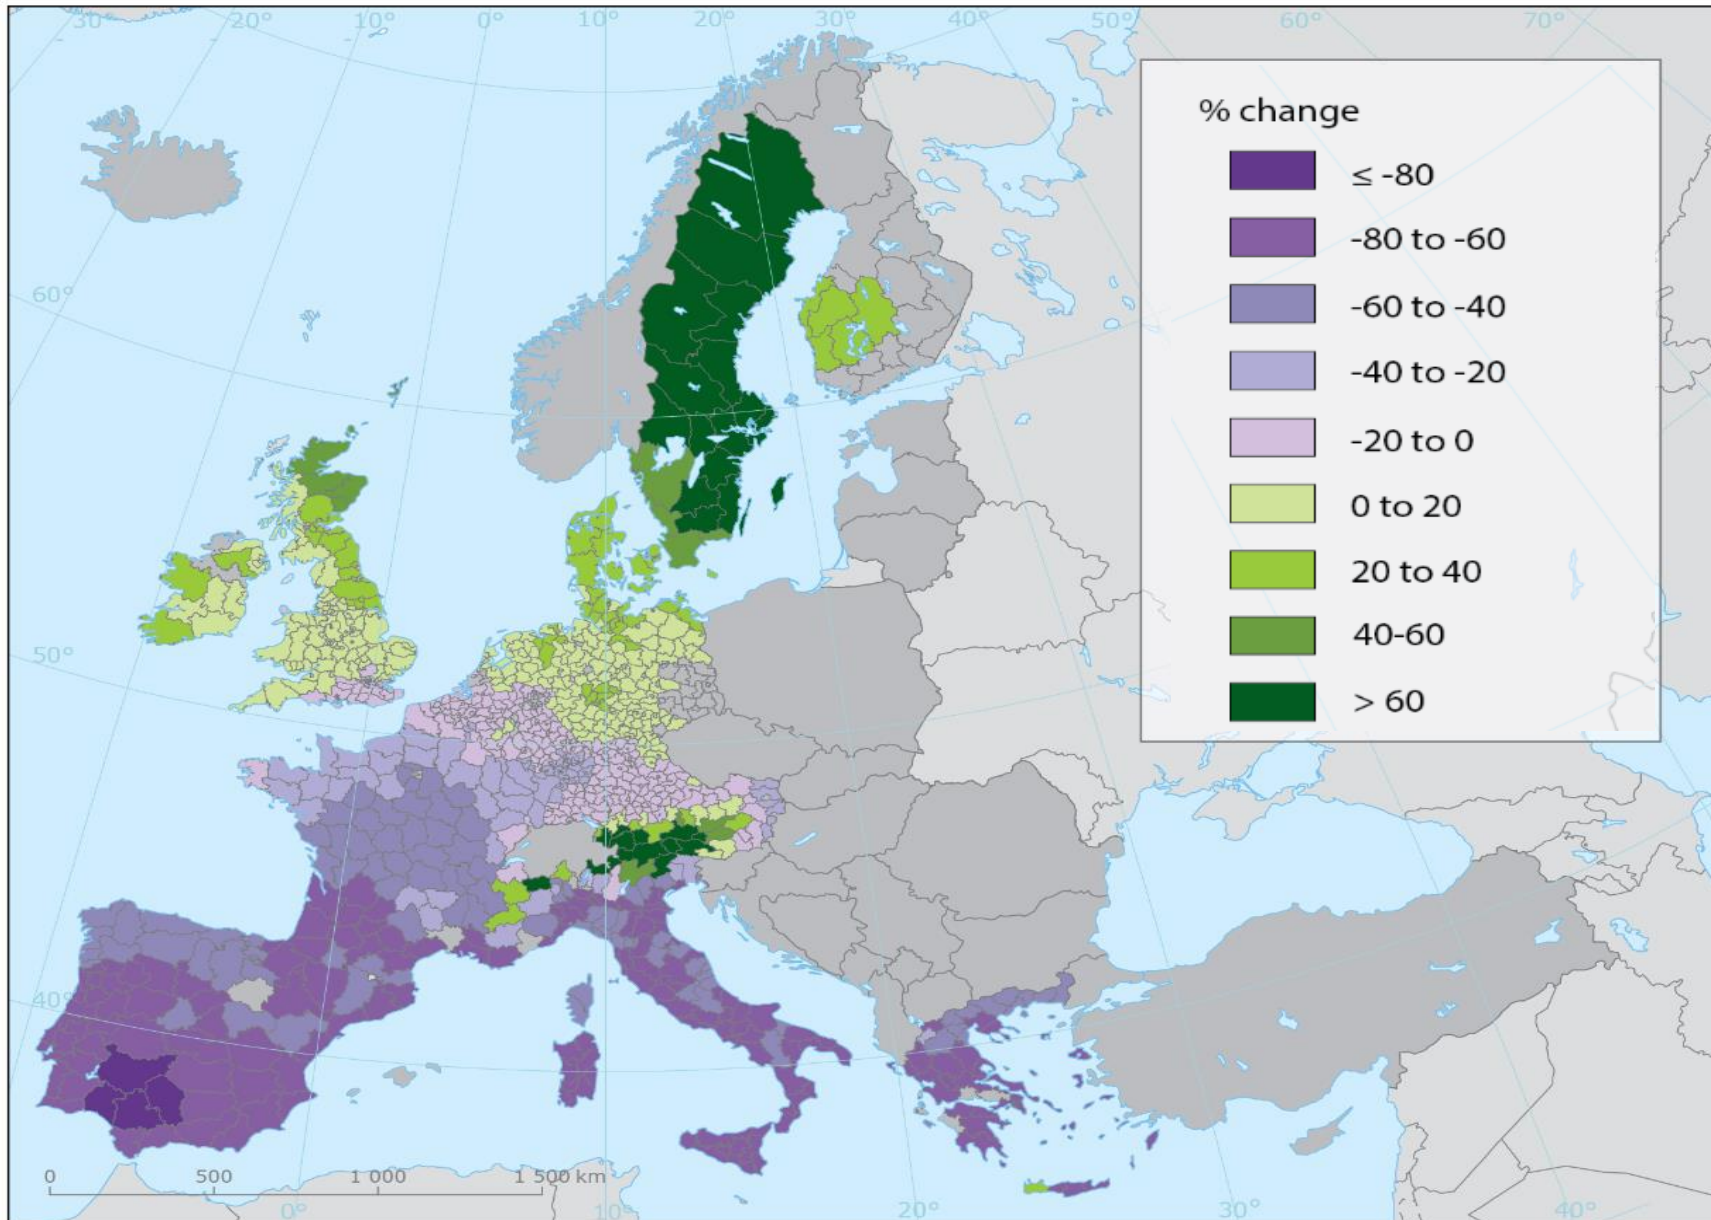 30° 20° 10° 0° 10° 20° 30° 40° 50° 60° 70°
% change
≤ -80
-80 to -60
60°
-60 to -40
-40 to -20
-20 to 0
0 to 20
20 to 40
50°
40-60
> 60
40°
0 500 1 000 1 500 km
0° 10° 20° 30° 40°